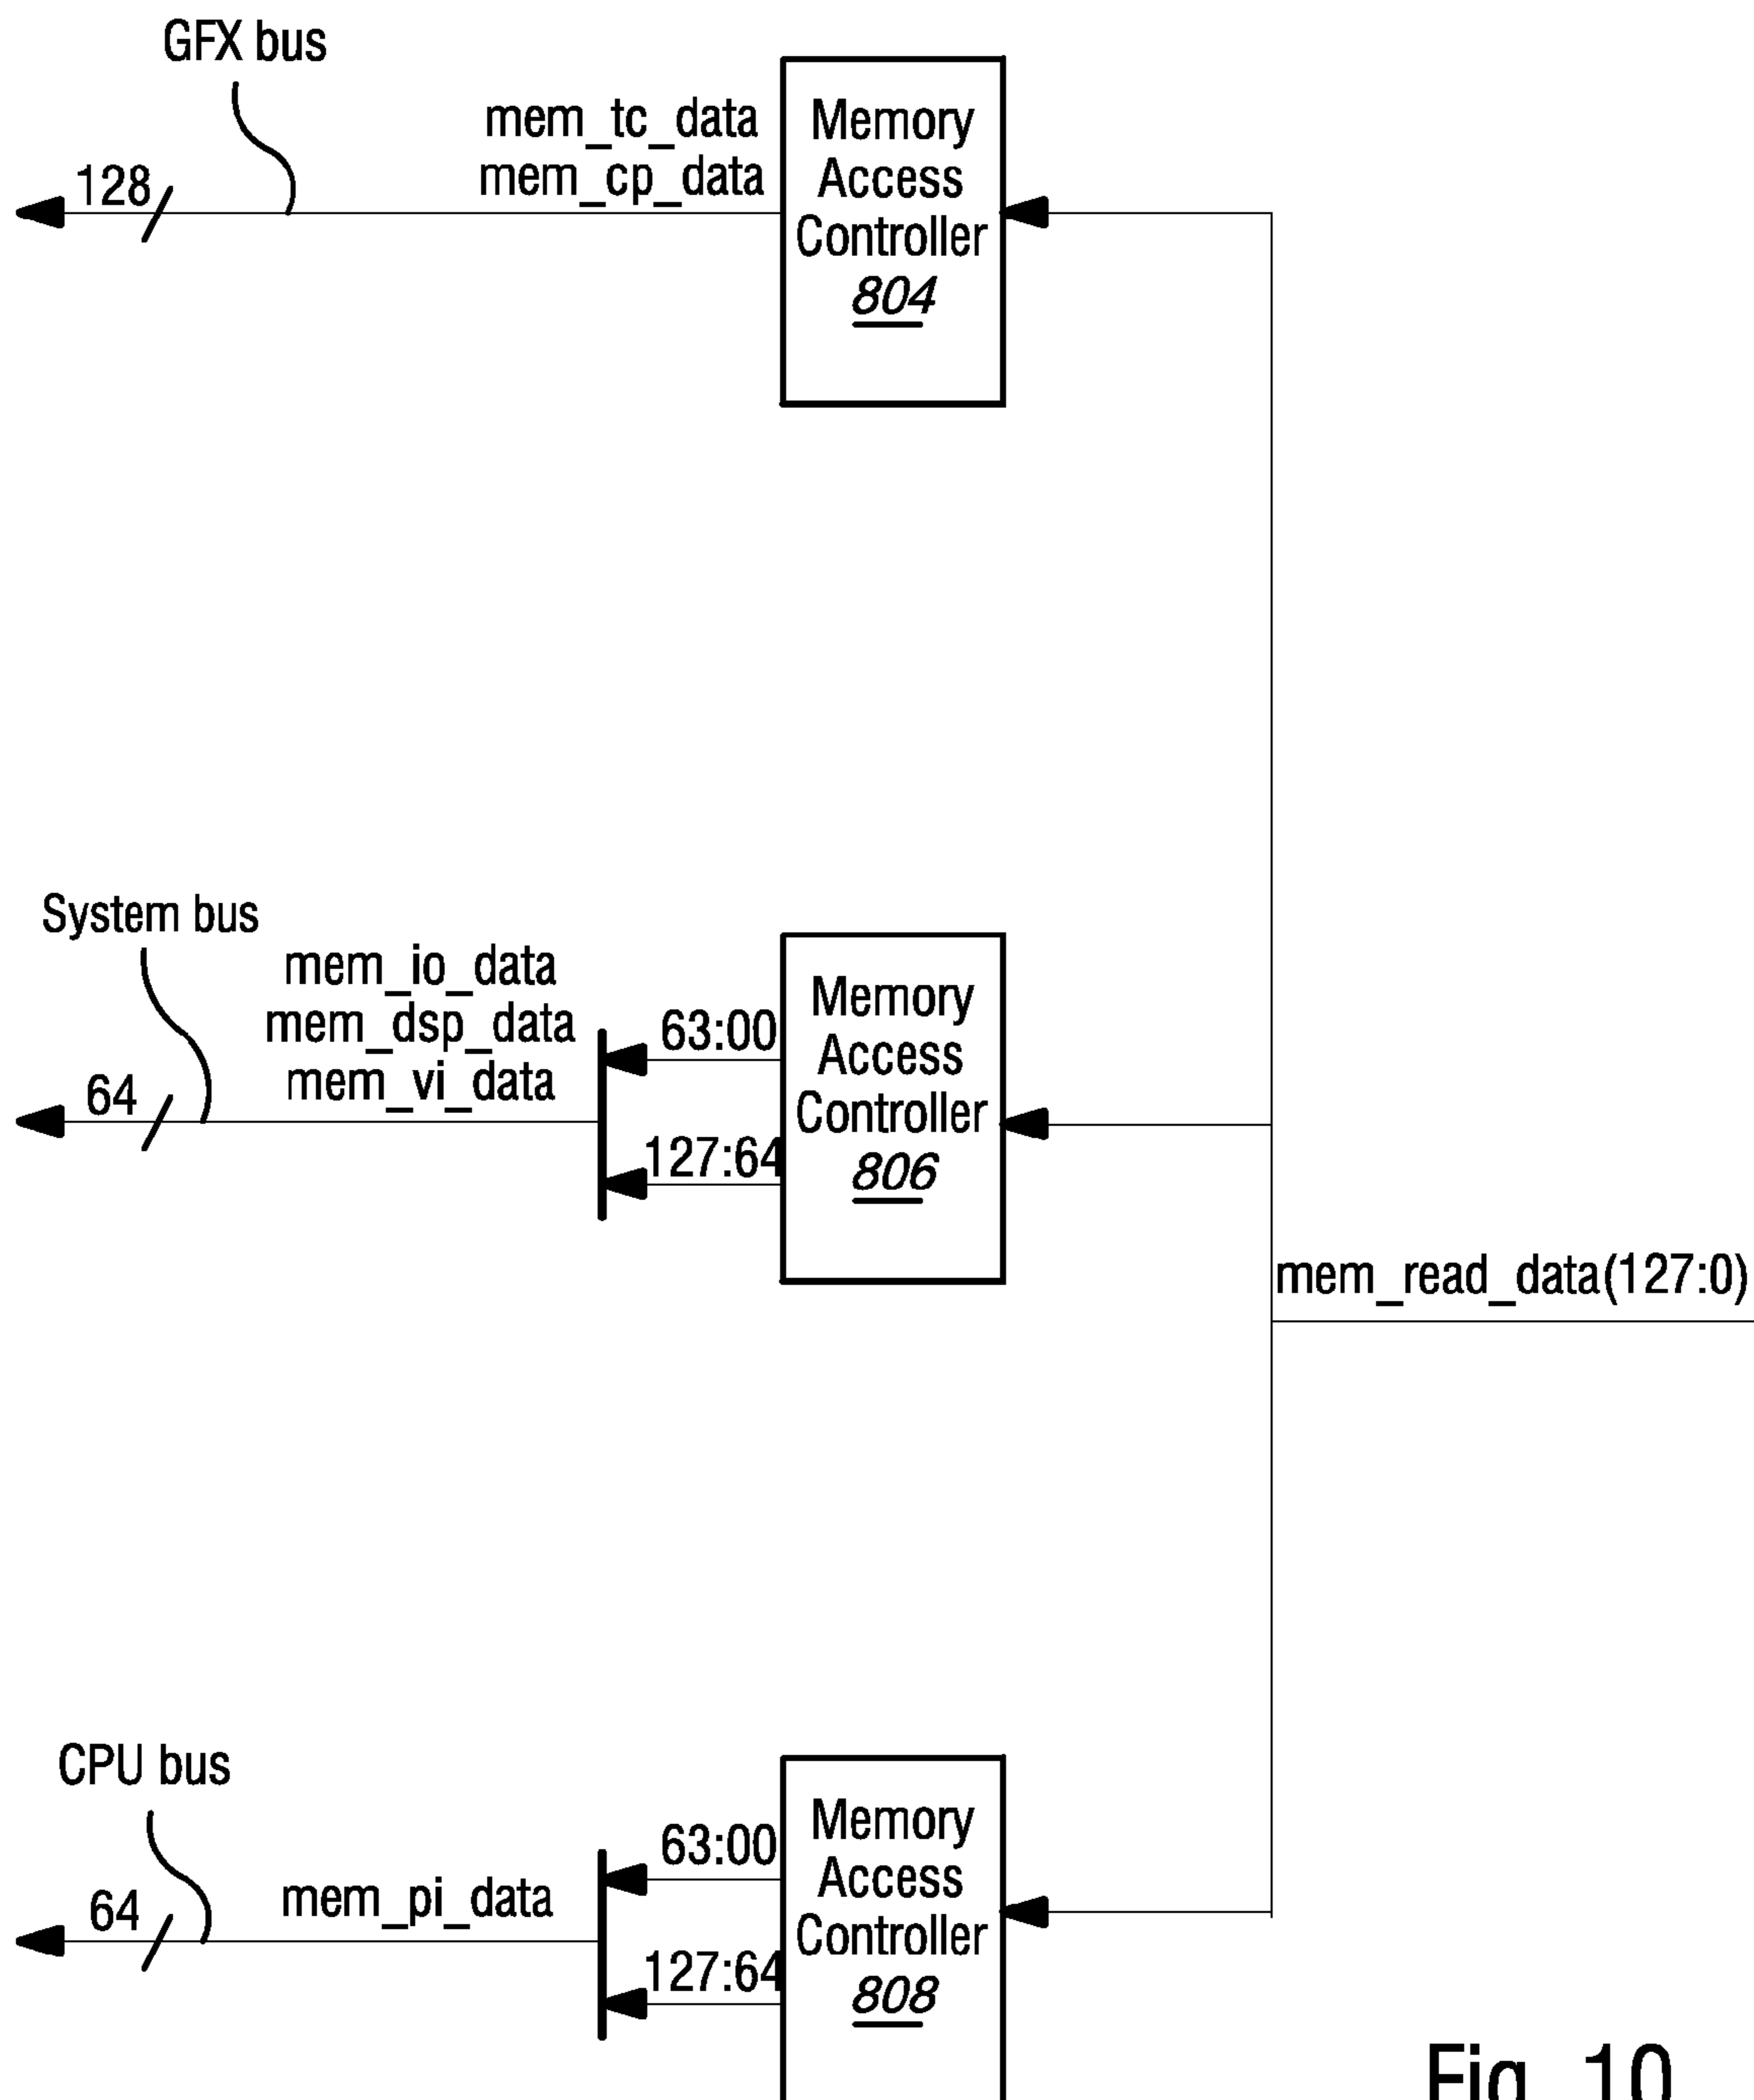 GFX bus
128
mem_tc_data
mem_cp_data
Memory
Access
Controller
804
System bus
64
mem_io_data
mem_dsp_data
mem_vi_data
63:00
127:64
Memory
Access
Controller
806
mem_read_data(127:0)
CPU bus
64
mem_pi_data
63:00
127:64
Memory
Access
Controller
808
Fig. 10